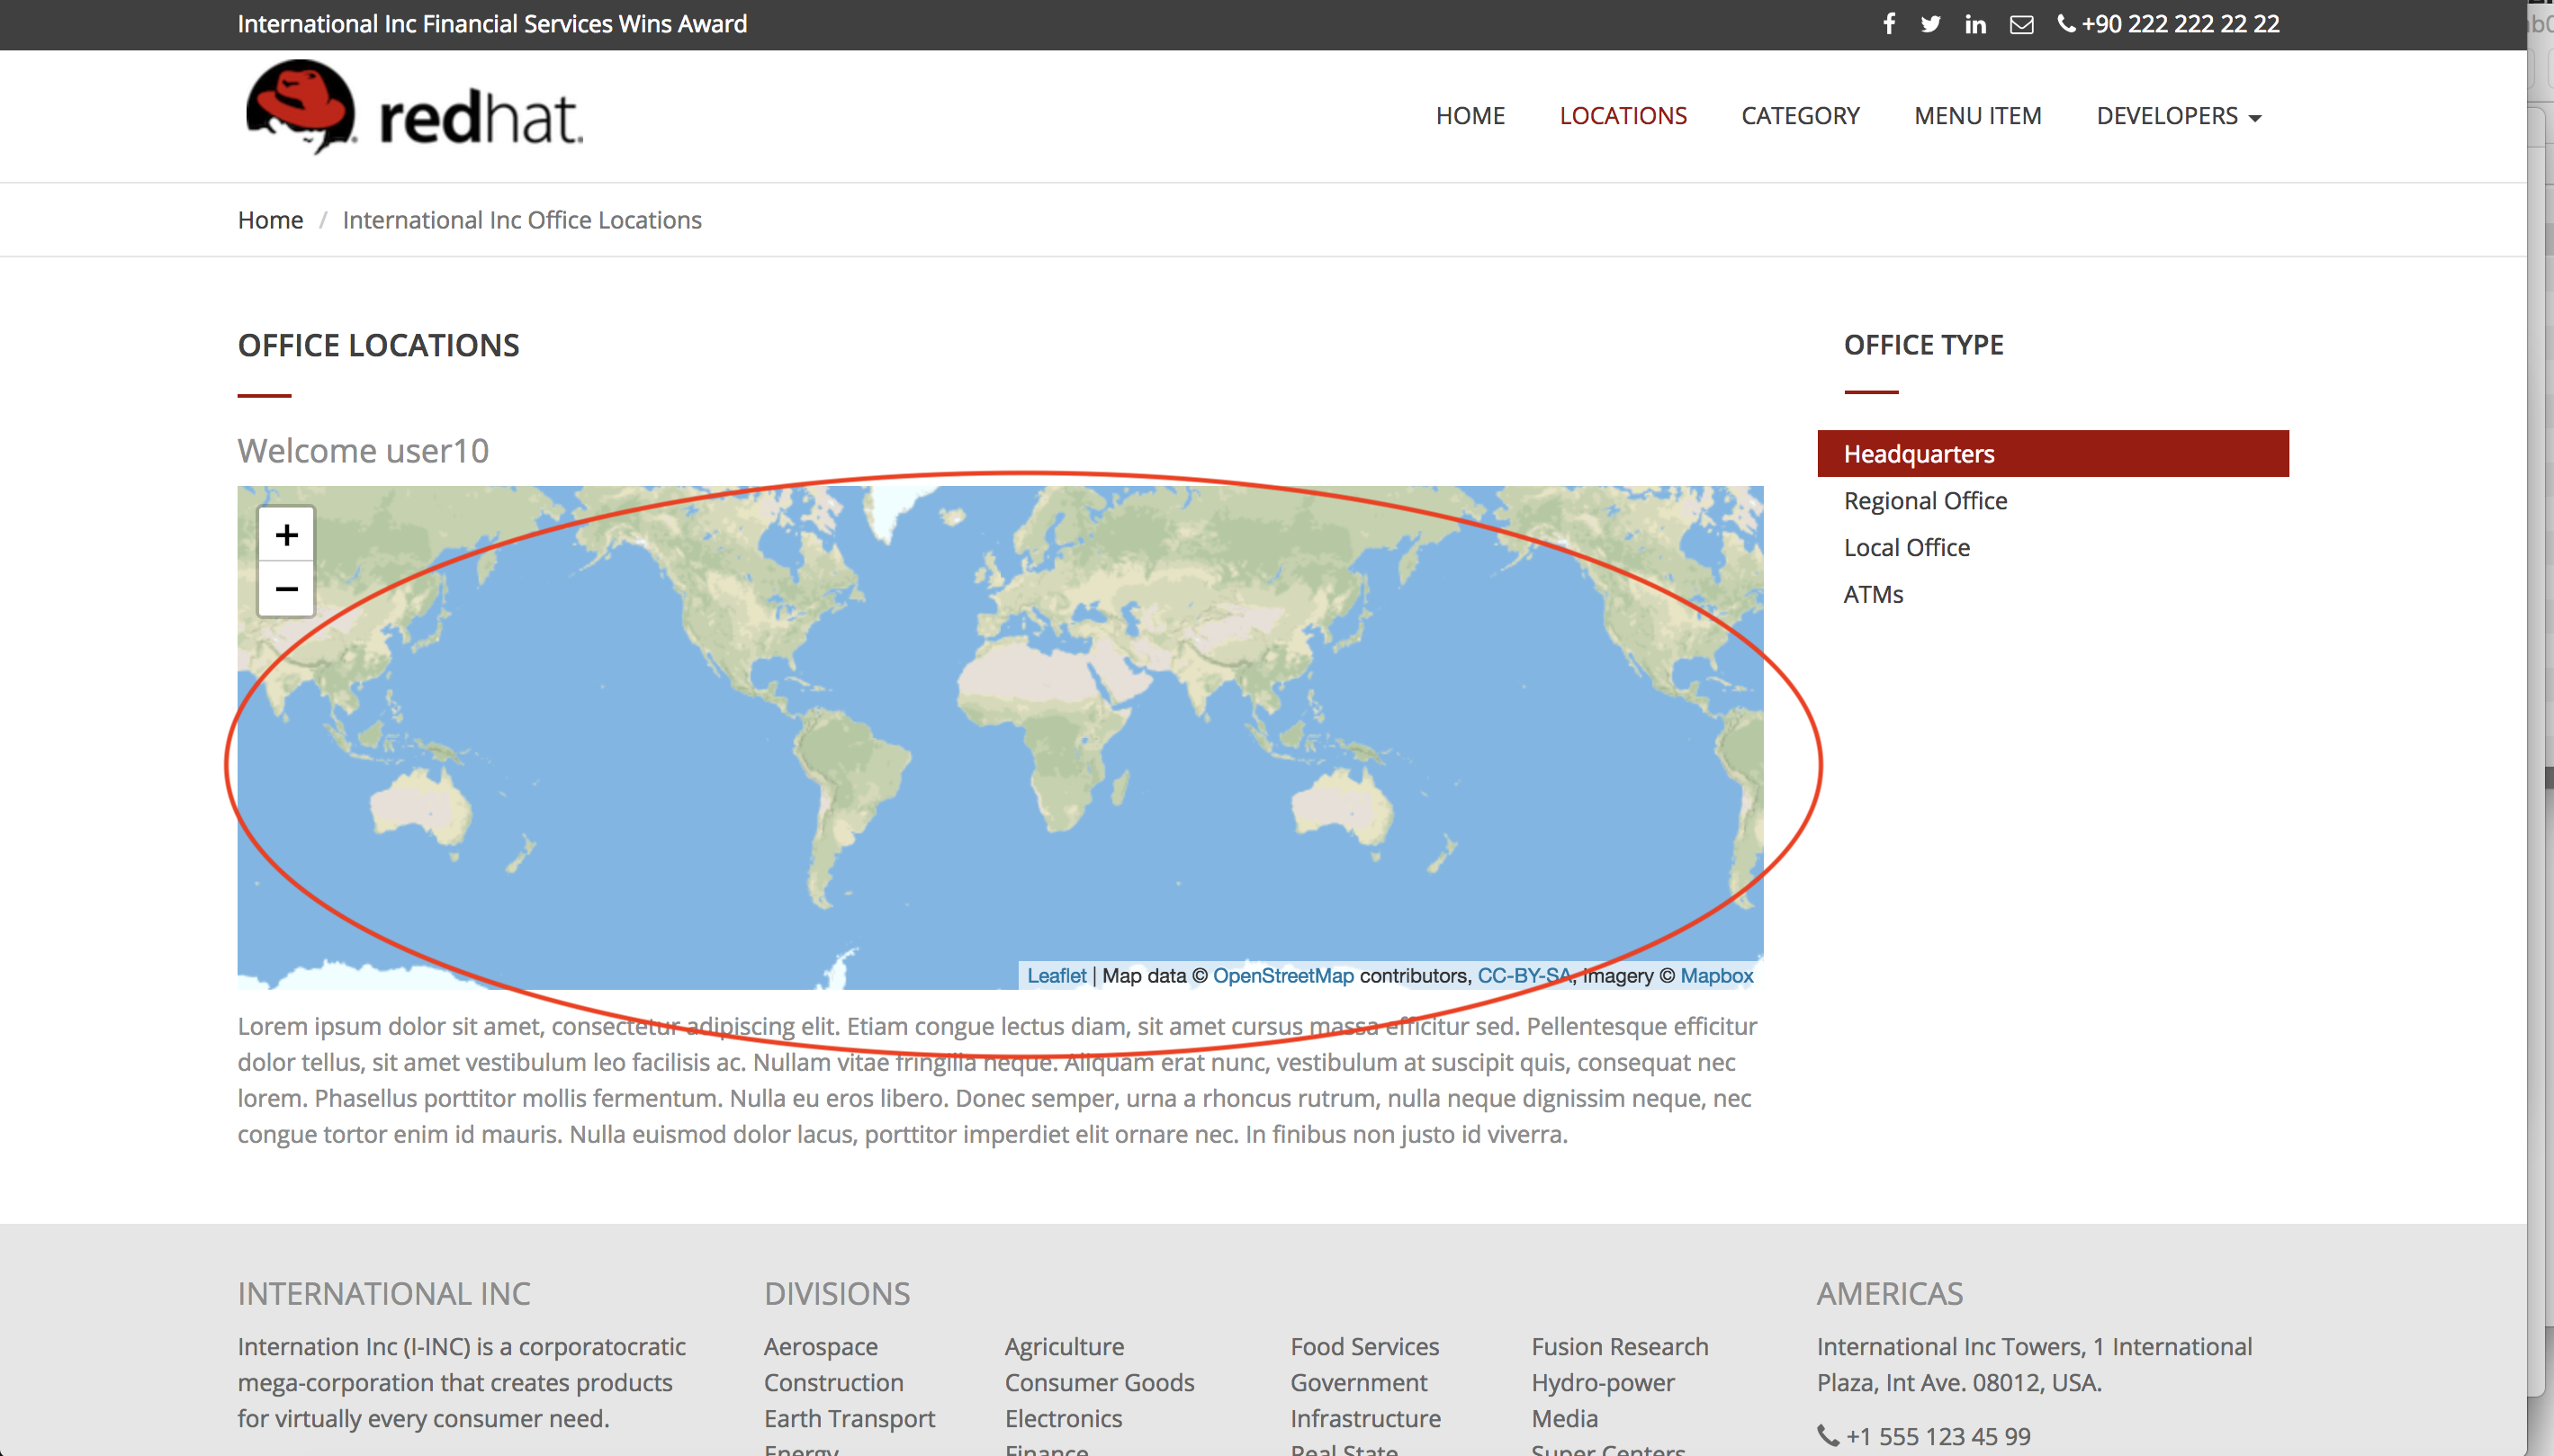 International Inc Financial Services Wins Award
+90 222 222 22 22
redhat.
HOME LOCATIONS CATEGORY MENU ITEM DEVELOPERS
Home / International Inc Office Locations
OFFICE LOCATIONS
Welcome user10
+
−
Leaflet | Map data © OpenStreetMap contributors, CC-BY-SA, Imagery © Mapbox
Lorem ipsum dolor sit amet, consectetur adipiscing elit. Etiam congue lectus diam, sit amet cursus massa efficitur sed. Pellentesque efficitur
dolor tellus, sit amet vestibulum leo facilisis ac. Nullam vitae fringilla neque. Aliquam erat nunc, vestibulum at suscipit quis, consequat nec
lorem. Phasellus porttitor mollis fermentum. Nulla eu eros libero. Donec semper, urna a rhoncus rutrum, nulla neque dignissim neque, nec
congue tortor enim id mauris. Nulla euismod dolor lacus, porttitor imperdiet elit ornare nec. In finibus non justo id viverra.
OFFICE TYPE
Headquarters
Regional Office
Local Office
ATMs
INTERNATIONAL INC
Internation Inc (I-INC) is a corporatocratic
mega-corporation that creates products
for virtually every consumer need.
DIVISIONS
Aerospace
Construction
Earth Transport
Energy
Agriculture
Consumer Goods
Electronics
Finance
Food Services
Government
Infrastructure
Real State
Fusion Research
Hydro-power
Media
Super Centers
AMERICAS
International Inc Towers, 1 International
Plaza, Int Ave. 08012, USA.
+1 555 123 45 99